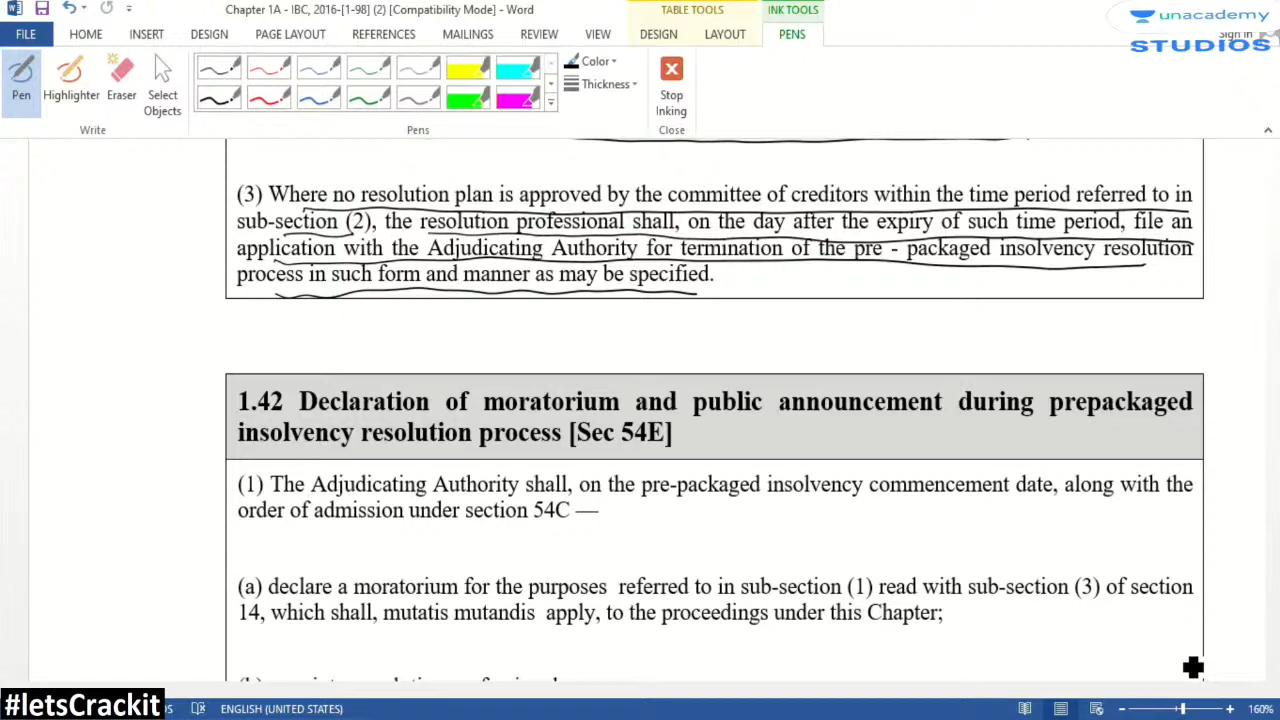 Chapter 1A - IBC, 2016-[1-98] (2) [Compatibility Mode] - Word
TABLE TOOLS
INK TOOLS
unacademy
STUDIOS
FILE
HOME
INSERT
DESIGN
PAGE LAYOUT
REFERENCES
MAILINGS
REVIEW
VIEW
DESIGN
LAYOUT
PENS
Sign in
Pen
Highlighter
Eraser
Select
Objects
Color
Thickness
Stop
Inking
Write
Pens
Close
(3) Where no resolution plan is approved by the committee of creditors within the time period referred to in
sub-section (2), the resolution professional shall, on the day after the expiry of such time period, file an
application with the Adjudicating Authority for termination of the pre - packaged insolvency resolution
process in such form and manner as may be specified.
1.42 Declaration of moratorium and public announcement during prepackaged
insolvency resolution process [Sec 54E]
(1) The Adjudicating Authority shall, on the pre-packaged insolvency commencement date, along with the
order of admission under section 54C —
(a) declare a moratorium for the purposes referred to in sub-section (1) read with sub-section (3) of section
14, which shall, mutatis mutandis apply, to the proceedings under this Chapter;
#letsCrackit
ENGLISH (UNITED STATES)
160%